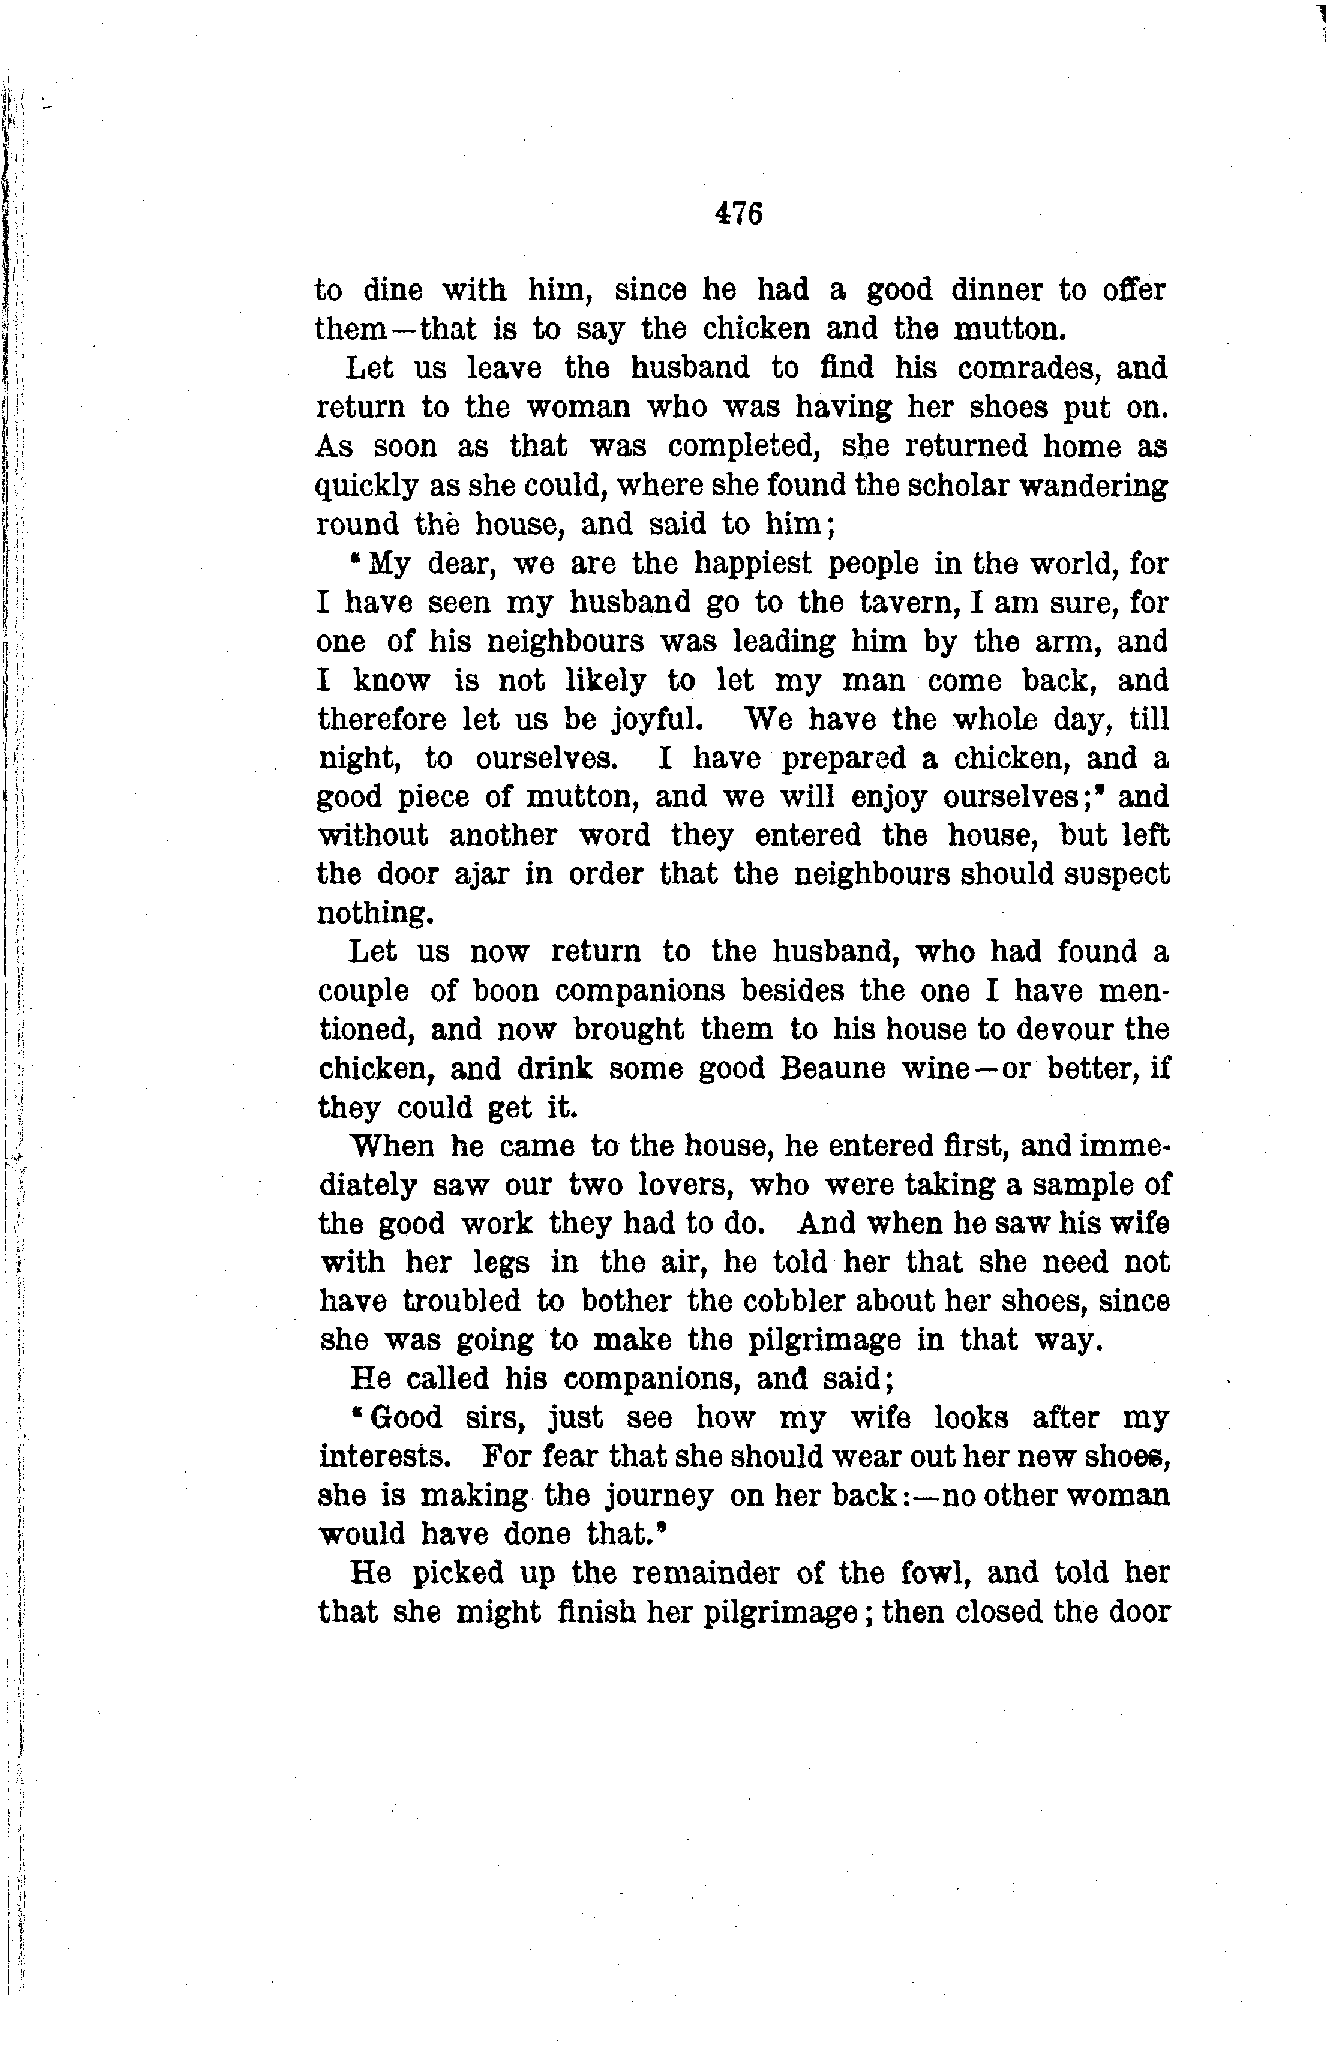 476
to dine with him, since he had a good dinner to offer
them—that is to say the chicken and the mutton.
Let us leave the husband to find his comrades, and
return to the woman who was having her shoes put on.
As soon as that was completed, she returned home as
quickly as she could, where she found the scholar wandering
round the house, and said to him;
“My dear, we are the happiest people in the world, for
I have seen my husband go to the tavern, I am sure, for
one of his neighbours was leading him by the arm, and
I know is not likely to let my man come back, and
therefore let us be joyful. We have the whole day, till
night, to ourselves. I have prepared a chicken, and a
good piece of mutton, and we will enjoy ourselves;” and
without another word they entered the house, but left
the door ajar in order that the neighbours should suspect
nothing.
Let us now return to the husband, who had found a
couple of boon companions besides the one I have men-
tioned, and now brought them to his house to devour the
chicken, and drink some good Beaune wine—or better, if
they could get it.
When he came to the house, he entered first, and imme-
diately saw our two lovers, who were taking a sample of
the good work they had to do. And when he saw his wife
with her legs in the air, he told her that she need not
have troubled to bother the cobbler about her shoes, since
she was going to make the pilgrimage in that way.
He called his companions, and said;
“Good sirs, just see how my wife looks after my
interests. For fear that she should wear out her new shoes,
she is making the journey on her back:—no other woman
would have done that.”
He picked up the remainder of the fowl, and told her
that she might finish her pilgrimage; then closed the door